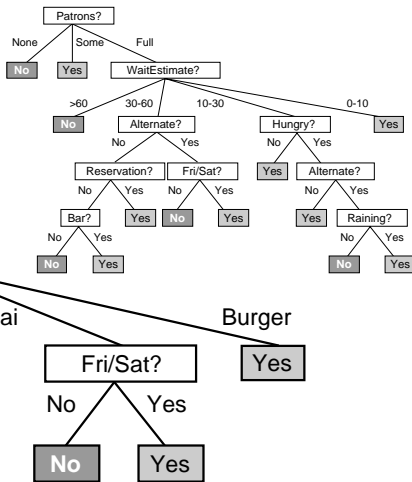 Patrons?
None Some Full
No Yes WaitEstimate?
>60 30-60 10-30 0-10
No Alternate? Hungry? Yes
No Yes No Yes
Reservation? Fri/Sat? Yes Alternate?
No Yes No Yes No Yes
Bar? Yes No Yes Yes Raining?
No Yes No Yes
No Yes No Yes
ai Burger
Fri/Sat? Yes
No Yes
No Yes